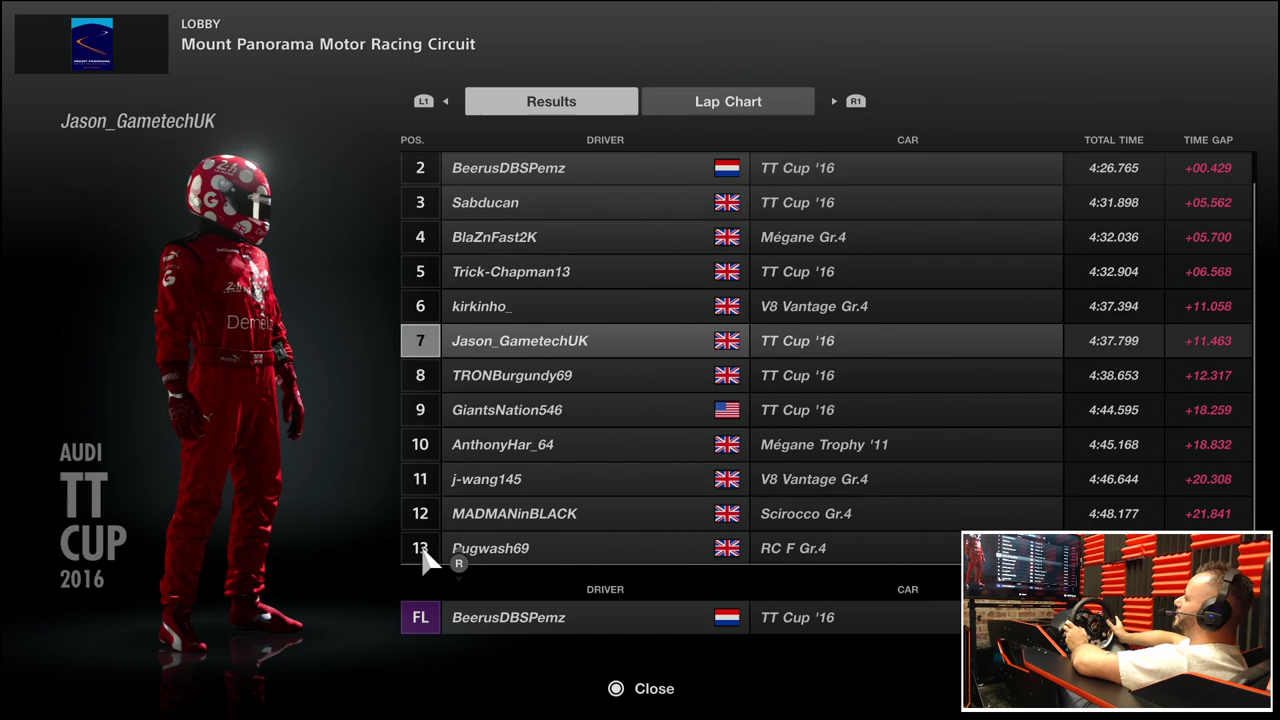 LOBBY
Mount Panorama Motor Racing Circuit
MOUNT PANORAMA
Jason_GametechUK
L1 Results Lap Chart R1
POS. DRIVER CAR TOTAL TIME TIME GAP
2 BeerusDBSPemz TT Cup '16 4:26.765 +00.429
3 Sabducan TT Cup '16 4:31.898 +05.562
4 BlaZnFast2K Mégane Gr.4 4:32.036 +05.700
5 Trick-Chapman13 TT Cup '16 4:32.904 +06.568
6 kirkinho_ V8 Vantage Gr.4 4:37.394 +11.058
7 Jason_GametechUK TT Cup '16 4:37.799 +11.463
8 TRONBurgundy69 TT Cup '16 4:38.653 +12.317
9 GiantsNation546 TT Cup '16 4:44.595 +18.259
10 AnthonyHar_64 Mégane Trophy '11 4:45.168 +18.832
11 j-wang145 V8 Vantage Gr.4 4:46.644 +20.308
12 MADMANinBLACK Scirocco Gr.4 4:48.177 +21.841
13 Pugwash69 RC F Gr.4
R
DRIVER CAR
FL BeerusDBSPemz TT Cup '16
AUDI
TT
CUP
2016
24h
G
24h
Close